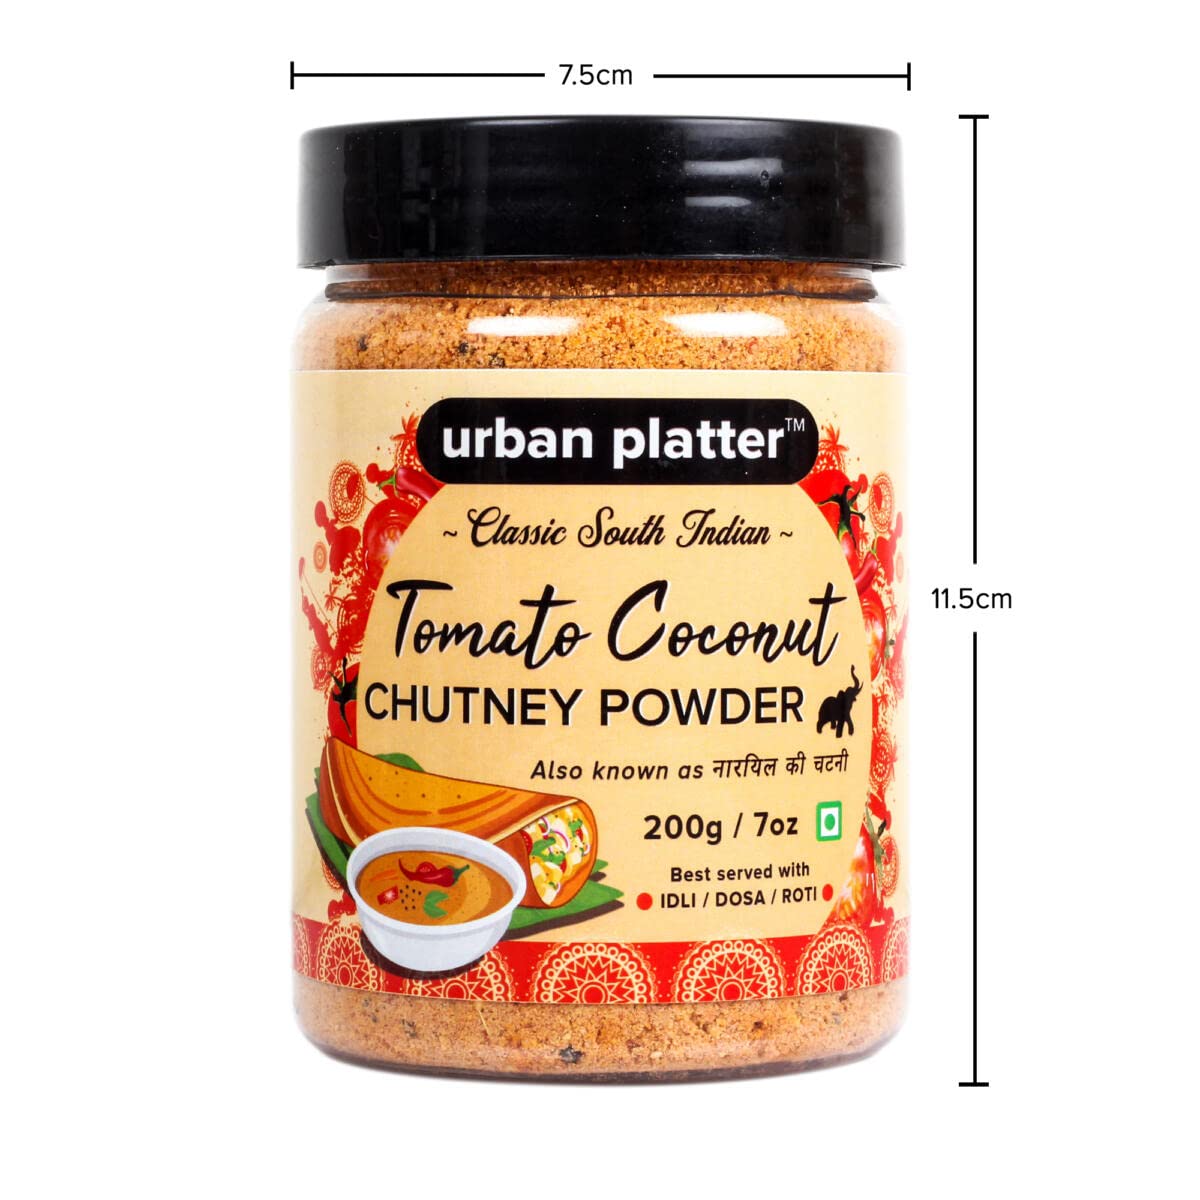 7.5cm
urban platter™
~ Classic South Indian ~
Tomato Coconut
CHUTNEY POWDER
Also known as नारयिल की चटनी
200g / 7oz
Best served with
IDLI / DOSA / ROTI
11.5cm